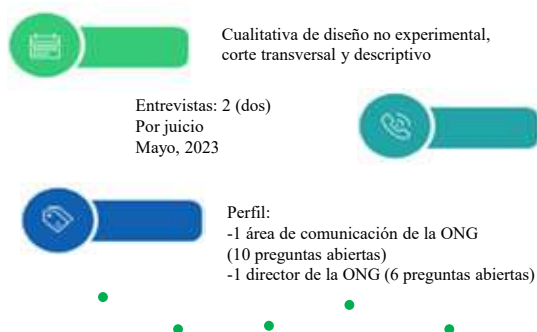 Cualitativa de diseño no experimental,
corte transversal y descriptivo
Entrevistas: 2 (dos)
Por juicio
Mayo, 2023
Perfil:
-1 área de comunicación de la ONG
(10 preguntas abiertas)
-1 director de la ONG (6 preguntas abiertas)